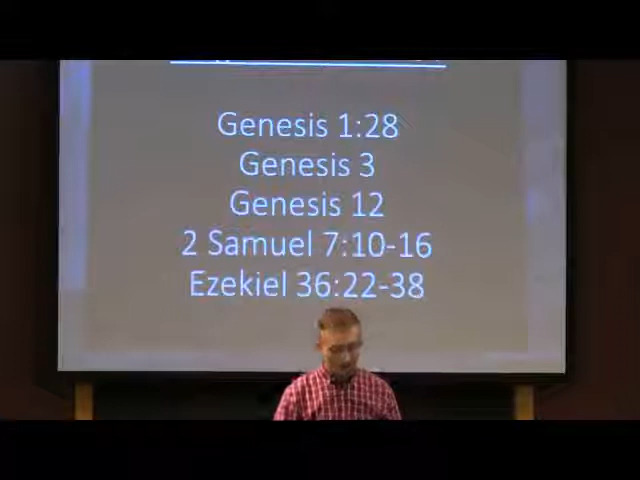 Genesis 1:28
Genesis 3
Genesis 12
2 Samuel 7:10-16
Ezekiel 36:22-38